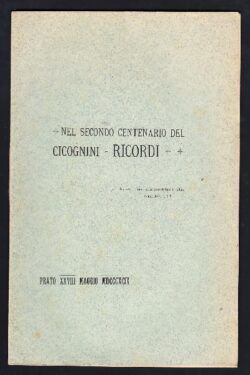 NEL SECONDO CENTENARIO DEL
CICOGNINI - RICORDI
PRATO XXVIII MAGGIO MDCCCXCIX